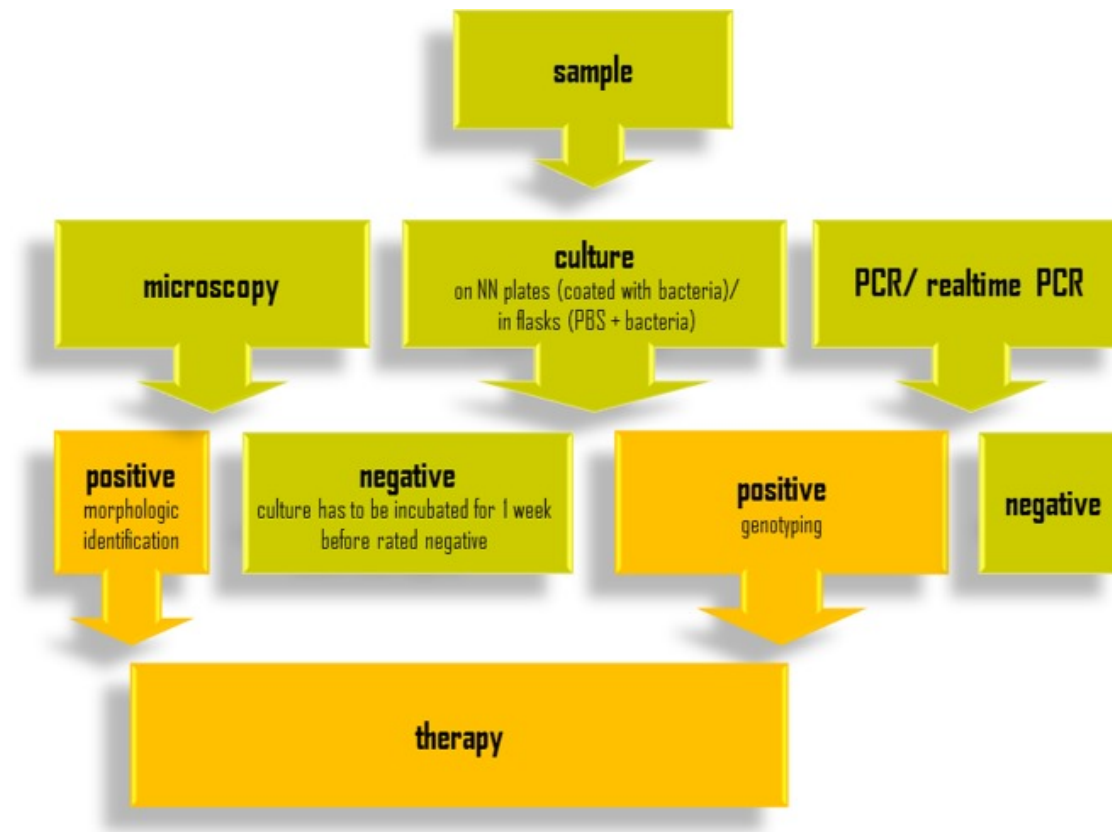 sample
microscopy
culture
on NN plates (coated with bacteria)/
in flasks (PBS + bacteria)
PCR/ realtime PCR
positive
morphologic
identification
negative
culture has to be incubated for 1 week
before rated negative
positive
genotyping
negative
therapy